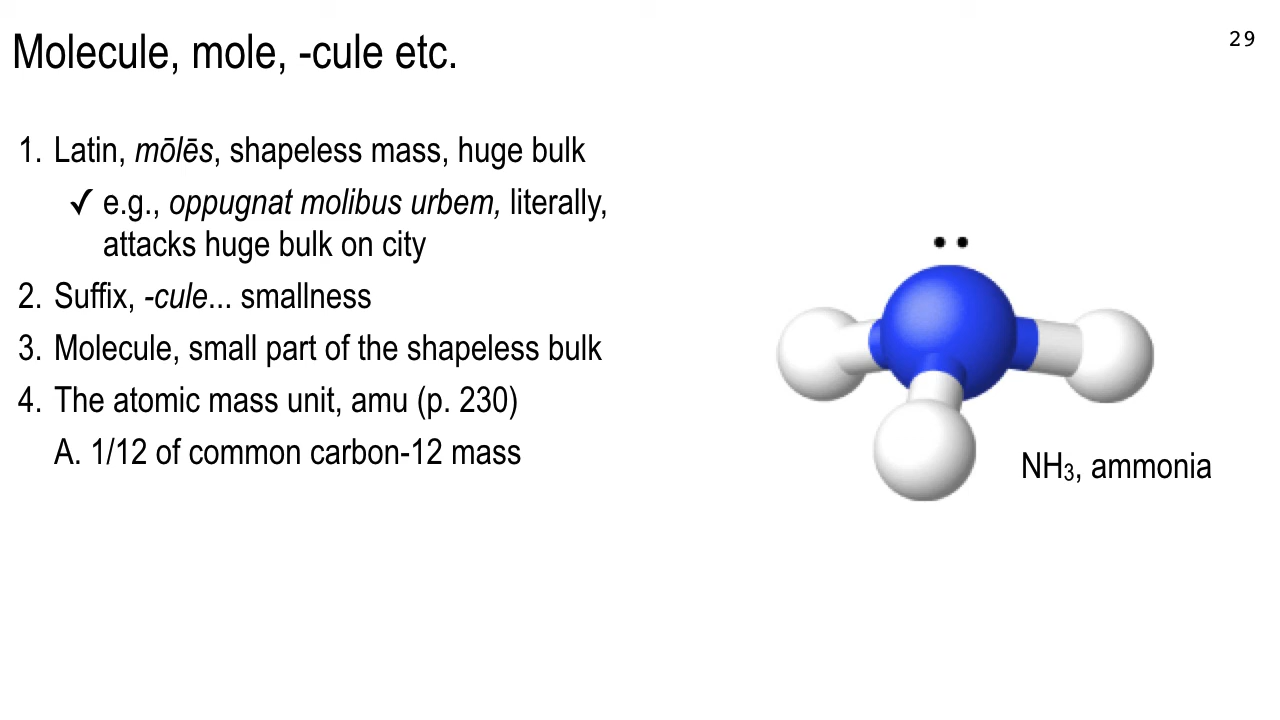 Molecule, mole, -cule etc.
29
1. Latin, mōlēs, shapeless mass, huge bulk
✓ e.g., oppugnat molibus urbem, literally,
attacks huge bulk on city
2. Suffix, -cule... smallness
3. Molecule, small part of the shapeless bulk
4. The atomic mass unit, amu (p. 230)
A. 1/12 of common carbon-12 mass
NH₃, ammonia